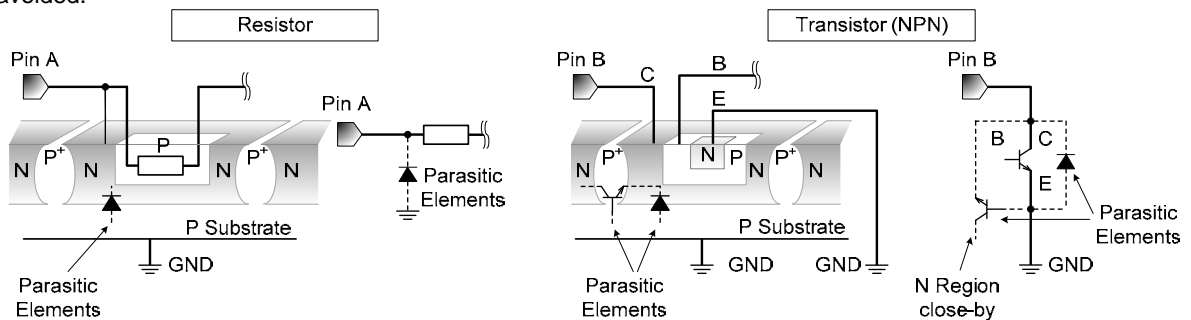 avoided.
Resistor
Transistor (NPN)
Pin A
Pin A
Pin B
C
B
E
Pin B
N
P+
N
P
P+
N
N
P+
N
N
P
P+
N
B
C
E
Parasitic
Elements
P Substrate
GND
Parasitic
Elements
P Substrate
GND
GND
Parasitic
Elements
Parasitic
Elements
GND
N Region
close-by